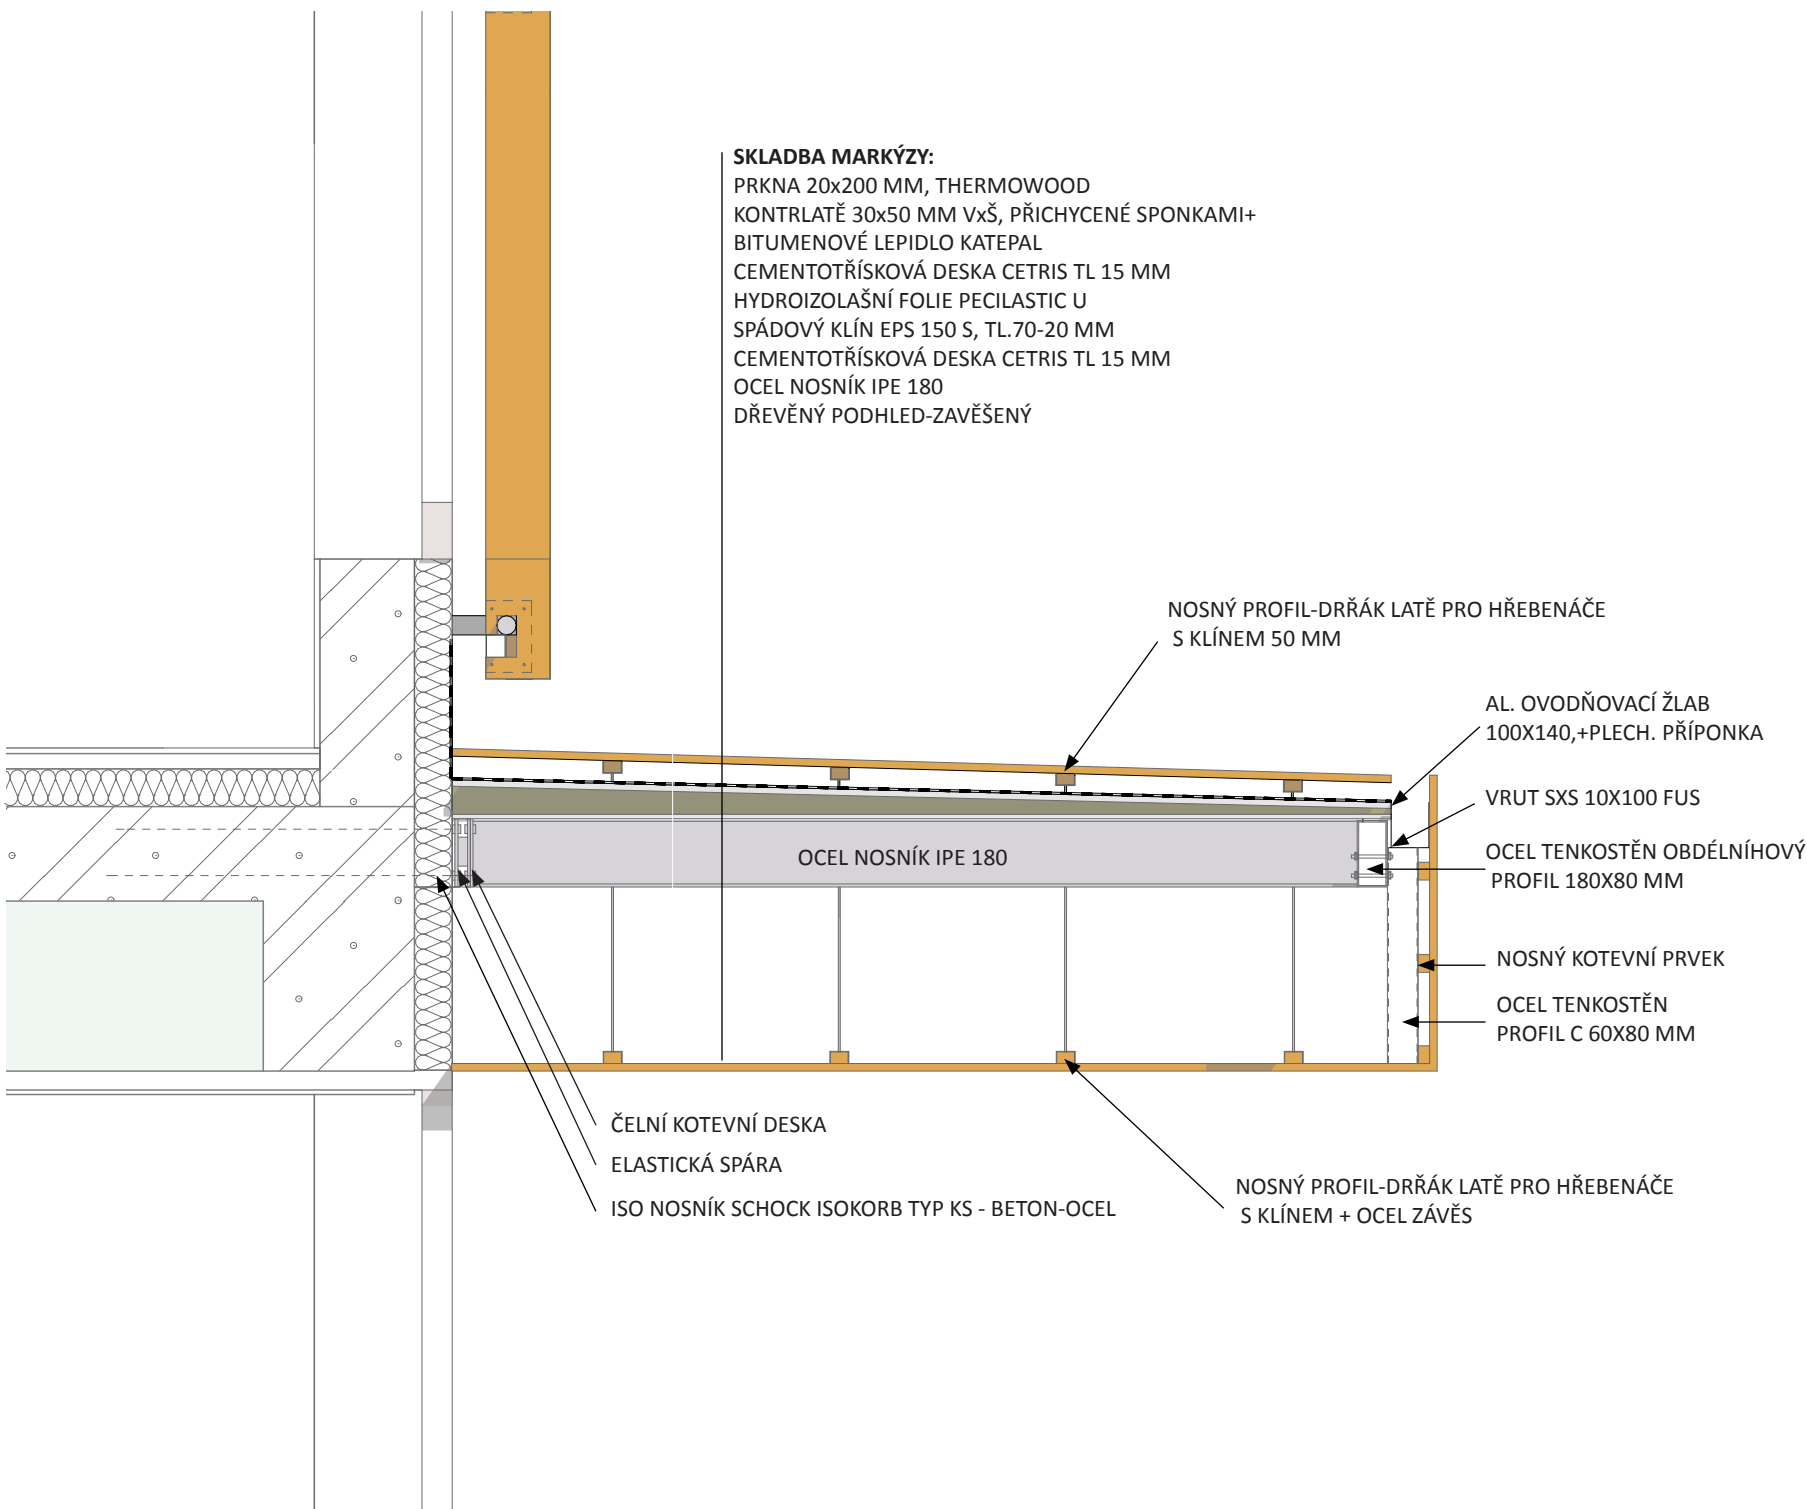 SKLADBA MARKÝZY:
PRKNA 20x200 MM, THERMOWOOD
KONTRLATĚ 30x50 MM VxŠ, PŘICHYCENÉ SPONKAMI+
BITUMENOVÉ LEPIDLO KATEPAL
CEMENTOTŘÍSKOVÁ DESKA CETRIS TL 15 MM
HYDROIZOLAŠNÍ FOLIE PECILASTIC U
SPÁDOVÝ KLÍN EPS 150 S, TL.70-20 MM
CEMENTOTŘÍSKOVÁ DESKA CETRIS TL 15 MM
OCEL NOSNÍK IPE 180
DŘEVĚNÝ PODHLED-ZAVĚŠENÝ
NOSNÝ PROFIL-DRŘÁK LATĚ PRO HŘEBENÁČE
S KLÍNEM 50 MM
AL. OVODŇOVACÍ ŽLAB
100X140,+PLECH. PŘÍPONKA
VRUT SXS 10X100 FUS
OCEL TENKOSTĚN OBDÉLNÍHOVÝ
PROFIL 180X80 MM
OCEL NOSNÍK IPE 180
NOSNÝ KOTEVNÍ PRVEK
OCEL TENKOSTĚN
PROFIL C 60X80 MM
ČELNÍ KOTEVNÍ DESKA
ELASTICKÁ SPÁRA
ISO NOSNÍK SCHOCK ISOKORB TYP KS - BETON-OCEL
NOSNÝ PROFIL-DRŘÁK LATĚ PRO HŘEBENÁČE
S KLÍNEM + OCEL ZÁVĚS